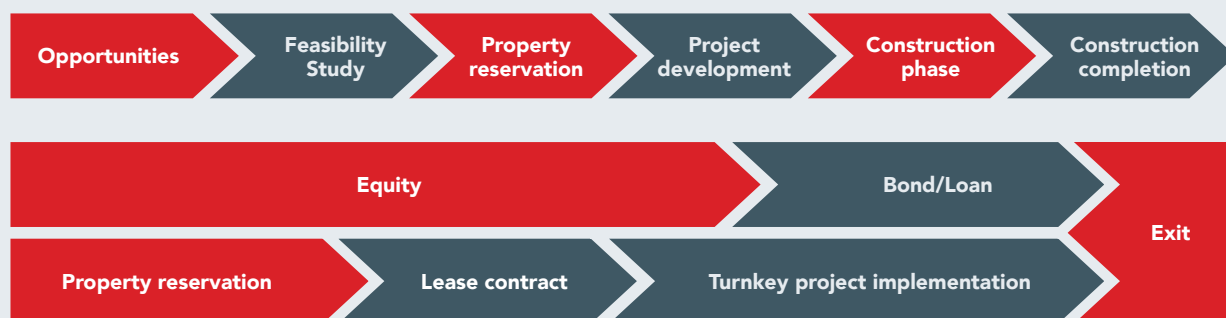 Opportunities
Feasibility
Study
Property
reservation
Project
development
Construction
phase
Construction
completion
Equity
Bond/Loan
Exit
Property reservation
Lease contract
Turnkey project implementation